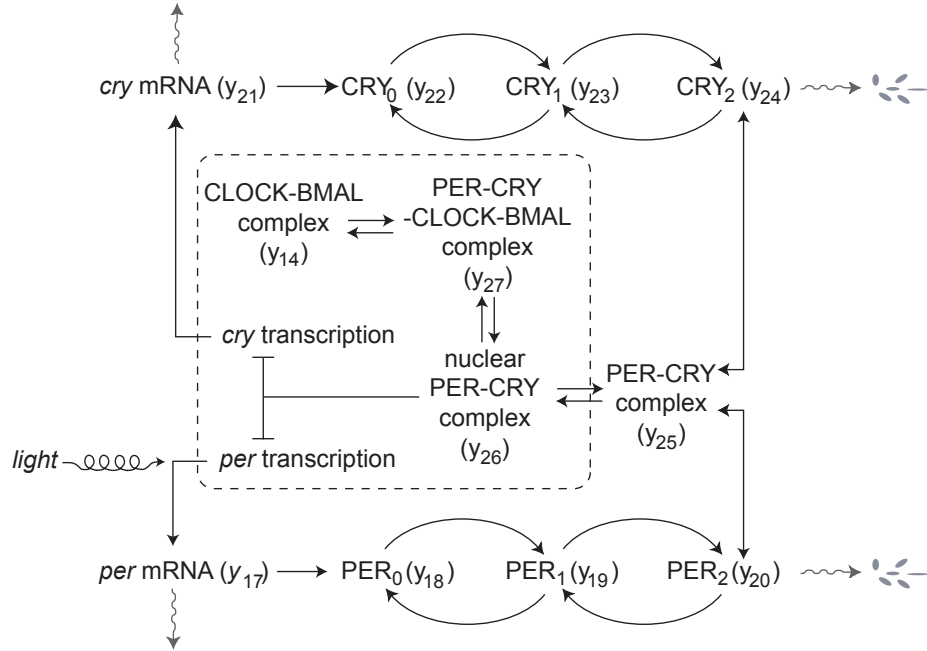 cry mRNA (y21) CRY0 (y22) CRY1 (y23) CRY2 (y24)
CLOCK-BMAL
complex
(y14)
PER-CRY
-CLOCK-BMAL
complex
(y27)
cry transcription
nuclear
PER-CRY
complex
(y26)
PER-CRY
complex
(y25)
light
per transcription
per mRNA (y17) PER0 (y18) PER1 (y19) PER2 (y20)